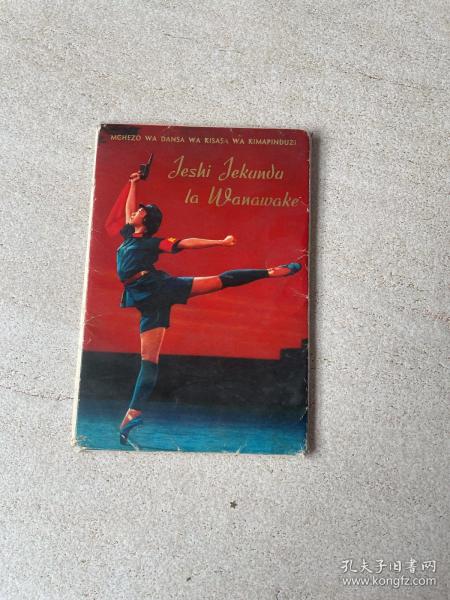 MCHEZO WA DANSA WA KISASA WA KIMAPINDUZI
Jeshi Jekundu
la Wanawake
孔夫子旧书网
www.kongfz.com